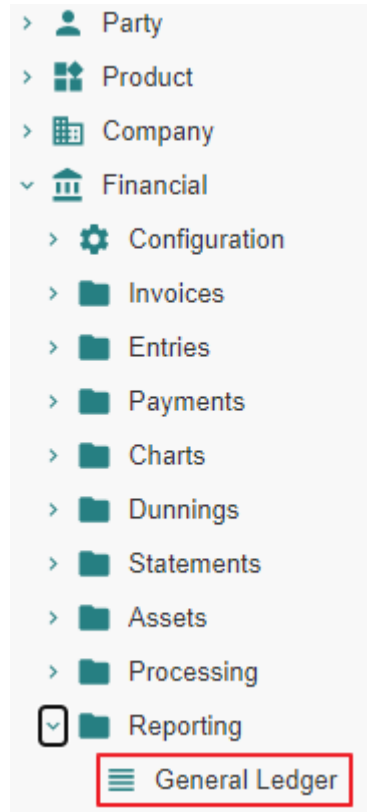 Party
Product
Company
Financial
Configuration
Invoices
Entries
Payments
Charts
Dunnings
Statements
Assets
Processing
Reporting
General Ledger